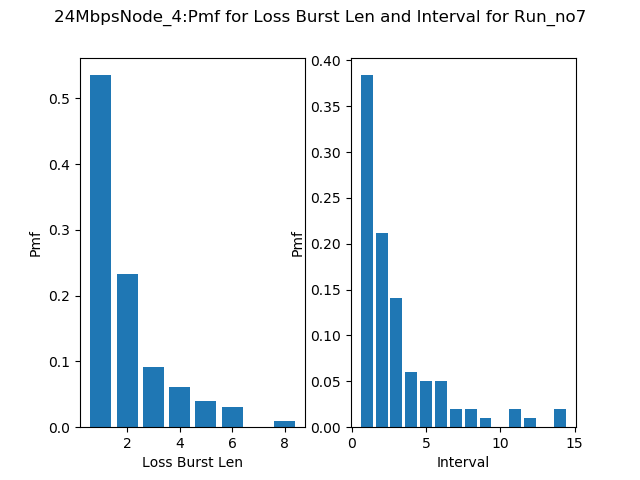 24MbpsNode_4:Pmf for Loss Burst Len and Interval for Run_no7
Pmf
0.5
0.4
0.3
0.2
0.1
0.0
2 4 6 8
Loss Burst Len
Pmf
0.40
0.35
0.30
0.25
0.20
0.15
0.10
0.05
0.00
0 5 10 15
Interval